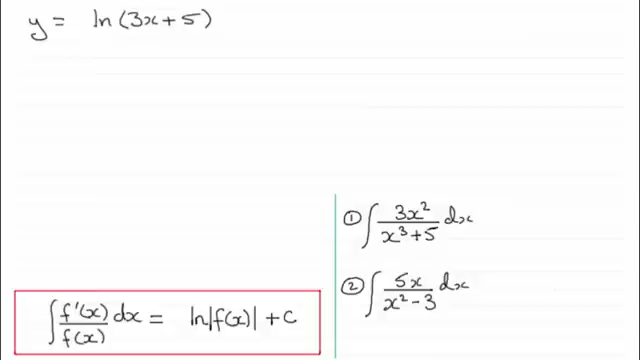 y = ln(3x+5)
① ∫ 3x²/(x³+5) dx
② ∫ 5x/(x²-3) dx
∫ f'(x)/f(x) dx = ln|f(x)| + c